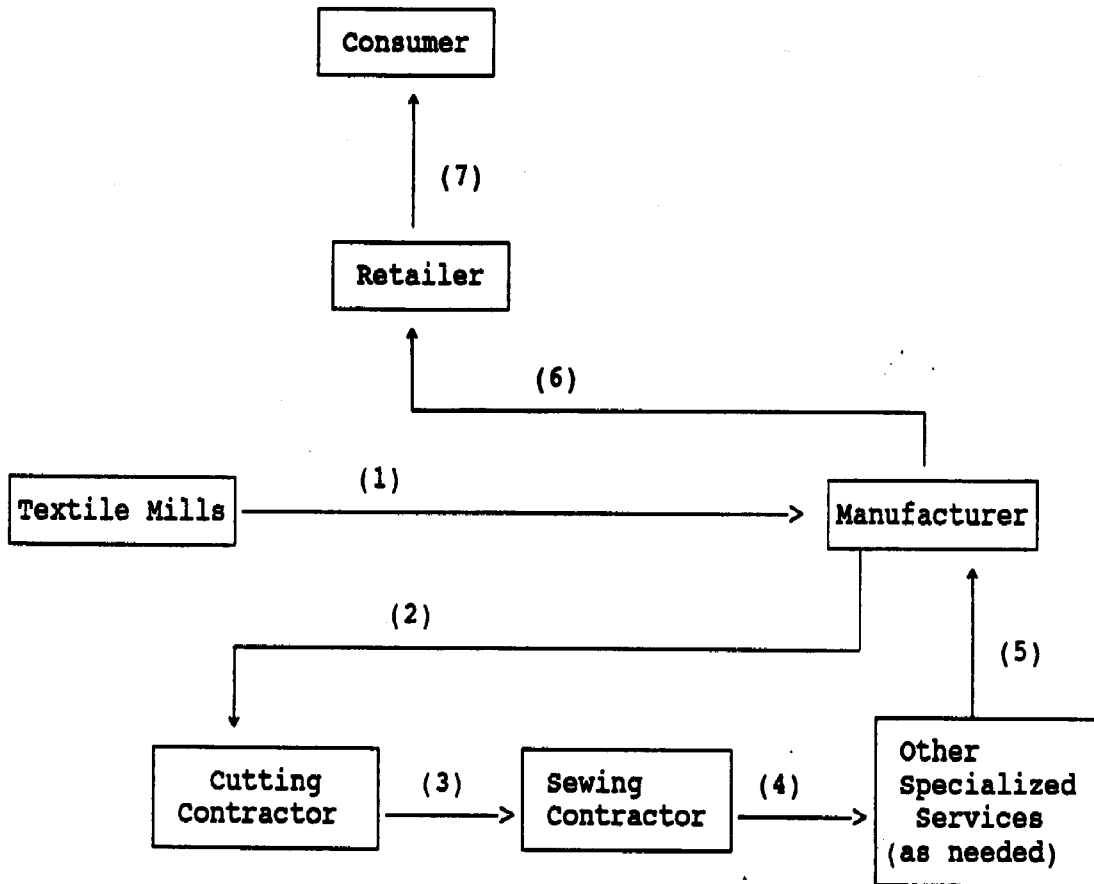 Consumer
(7)
Retailer
(6)
(1)
Textile Mills
Manufacturer
(2)
(5)
Cutting
Contractor
(3)
Sewing
Contractor
(4)
Other
Specialized
Services
(as needed)